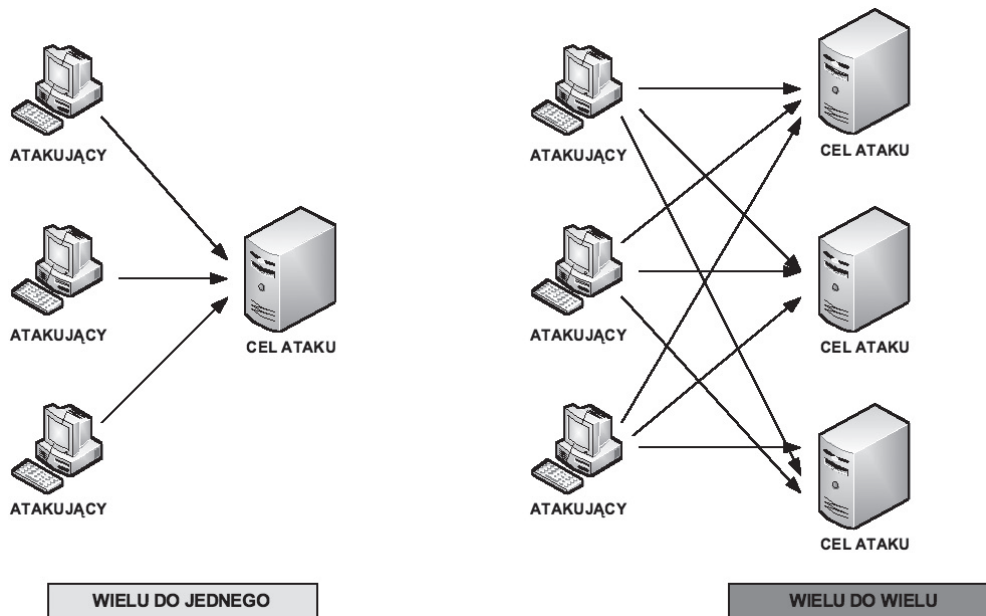 ATAKUJĄCY
ATAKUJĄCY
CEL ATAKU
ATAKUJĄCY
WIELU DO JEDNEGO
ATAKUJĄCY
CEL ATAKU
ATAKUJĄCY
CEL ATAKU
ATAKUJĄCY
CEL ATAKU
WIELU DO WIELU